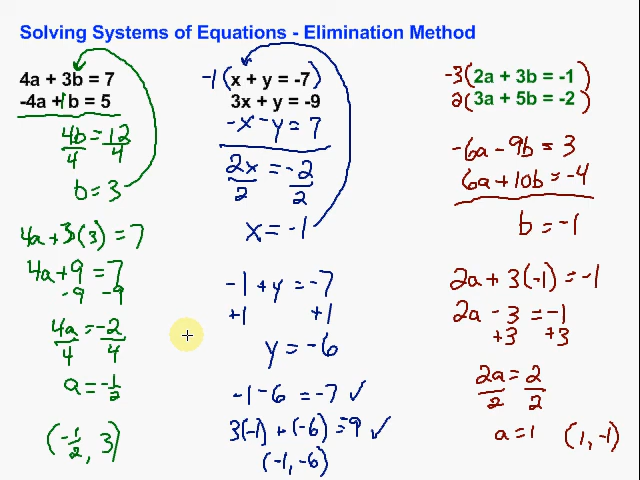 Solving Systems of Equations - Elimination Method
4a + 3b = 7
-4a + 1b = 5
4b/4 = 12/4
b = 3
4a + 3(3) = 7
4a + 9 = 7
-9 -9
4a/4 = -2/4
a = -1/2
(-1/2, 3)
-1(x + y = -7)
3x + y = -9
-x - y = 7
2x/2 = -2/2
x = -1
-1 + y = -7
+1 +1
y = -6
-1 - 6 = -7 ✓
3(-1) + (-6) = -9 ✓
(-1, -6)
-3(2a + 3b = -1)
2(3a + 5b = -2)
-6a - 9b = 3
6a + 10b = -4
b = -1
2a + 3(-1) = -1
2a - 3 = -1
+3 +3
2a/2 = 2/2
a = 1 (1, -1)